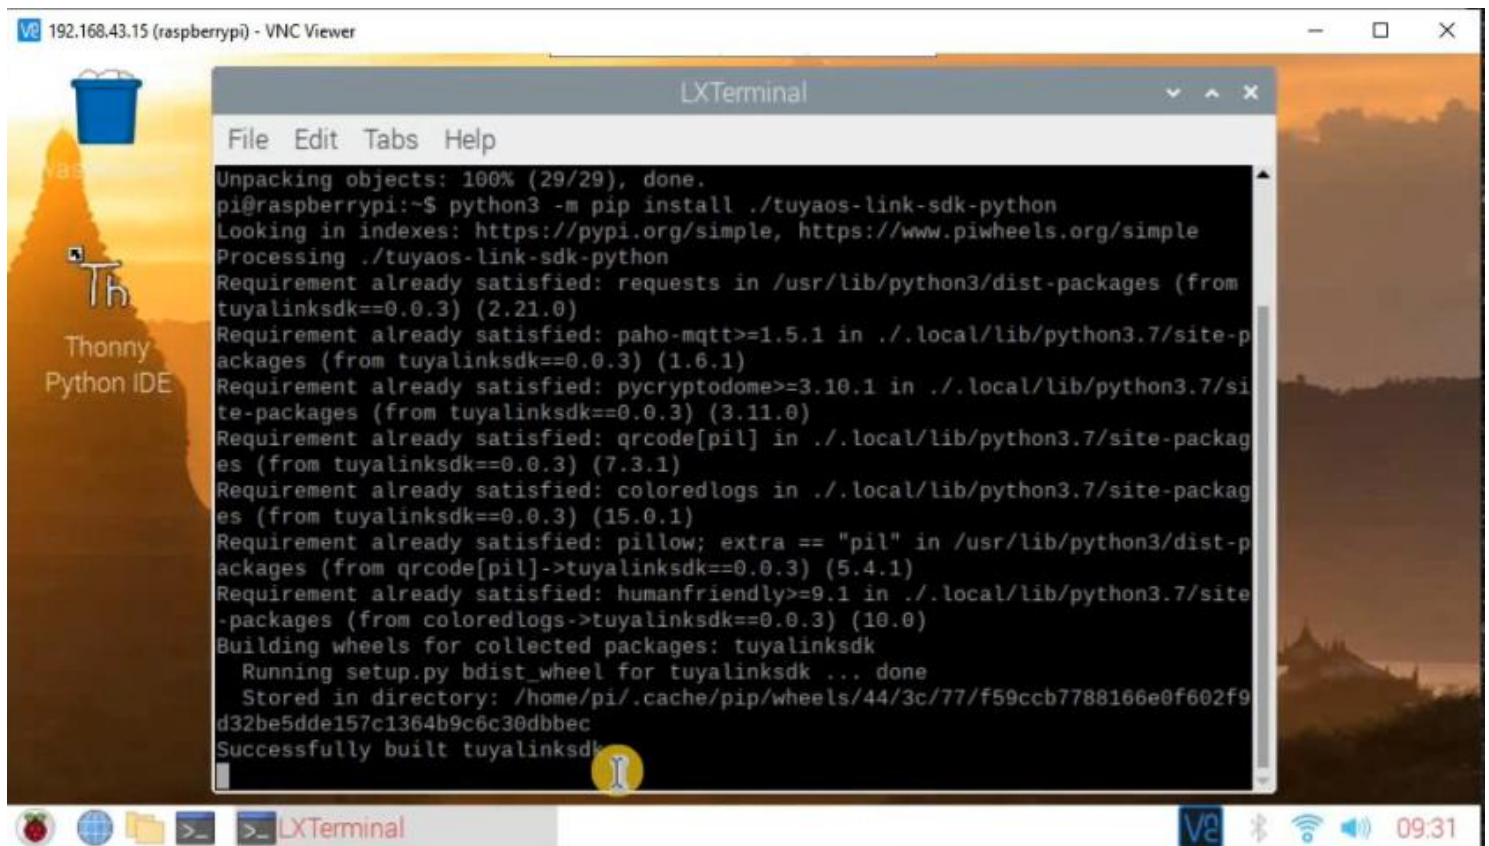 192.168.43.15 (raspberrypi) - VNC Viewer
LXTerminal
File Edit Tabs Help
Unpacking objects: 100% (29/29), done.
pi@raspberrypi:~$ python3 -m pip install ./tuyaos-link-sdk-python
Looking in indexes: https://pypi.org/simple, https://www.piwheels.org/simple
Processing ./tuyaos-link-sdk-python
Requirement already satisfied: requests in /usr/lib/python3/dist-packages (from
tuyalinksdk==0.0.3) (2.21.0)
Requirement already satisfied: paho-mqtt>=1.5.1 in ./.local/lib/python3.7/site-p
ackages (from tuyalinksdk==0.0.3) (1.6.1)
Requirement already satisfied: pycryptodome>=3.10.1 in ./.local/lib/python3.7/si
te-packages (from tuyalinksdk==0.0.3) (3.11.0)
Requirement already satisfied: qrcode[pil] in ./.local/lib/python3.7/site-packag
es (from tuyalinksdk==0.0.3) (7.3.1)
Requirement already satisfied: coloredlogs in ./.local/lib/python3.7/site-packag
es (from tuyalinksdk==0.0.3) (15.0.1)
Requirement already satisfied: pillow; extra == "pil" in /usr/lib/python3/dist-p
ackages (from qrcode[pil]->tuyalinksdk==0.0.3) (5.4.1)
Requirement already satisfied: humanfriendly>=9.1 in ./.local/lib/python3.7/site
-packages (from coloredlogs->tuyalinksdk==0.0.3) (10.0)
Building wheels for collected packages: tuyalinksdk
Running setup.py bdist_wheel for tuyalinksdk ... done
Stored in directory: /home/pi/.cache/pip/wheels/44/3c/77/f59ccb7788166e0f602f9
d32be5dde157c1364b9c6c30dbbec
Successfully built tuyalinksdk
Th
Thonny
Python IDE
LXTerminal
09:31